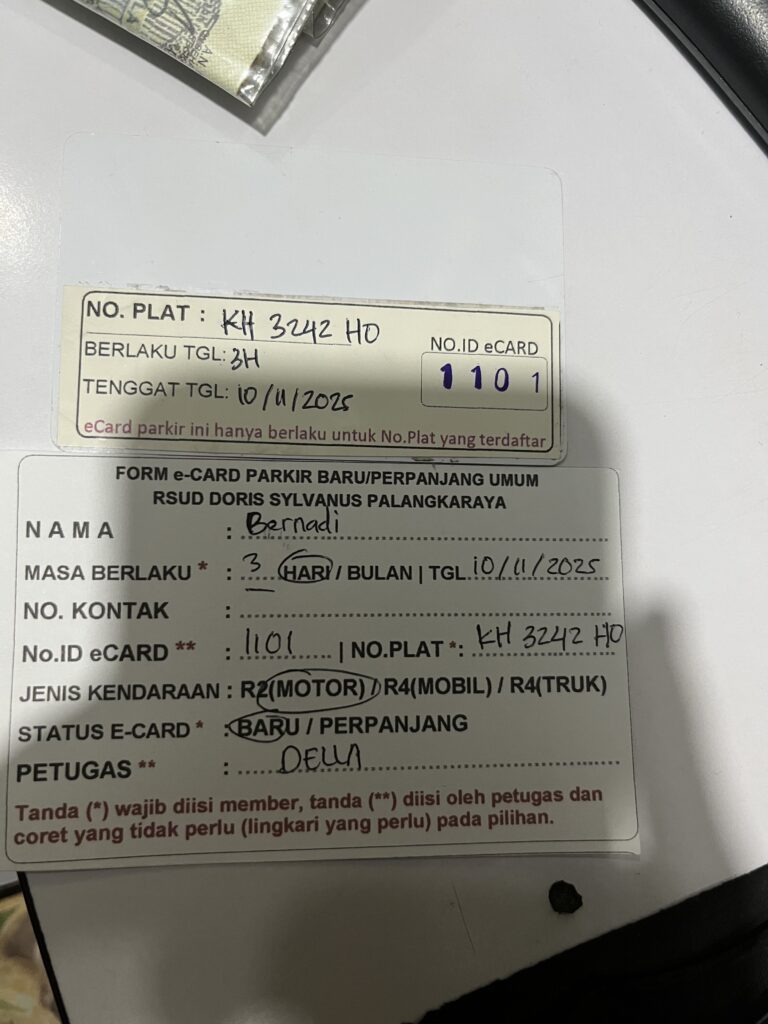 NO. PLAT : KH 3242 HO
BERLAKU TGL: 3H
NO.ID eCARD
1101
TENGGAT TGL: 10/11/2025
eCard parkir ini hanya berlaku untuk No.Plat yang terdaftar
FORM e-CARD PARKIR BARU/PERPANJANG UMUM
RSUD DORIS SYLVANUS PALANGKARAYA
NAMA : Bernadi
MASA BERLAKU * : 3 HARI / BULAN | TGL 10/11/2025
NO. KONTAK :
No.ID eCARD ** : 1101 | NO.PLAT *: KH 3242 HO
JENIS KENDARAAN : R2(MOTOR) / R4(MOBIL) / R4(TRUK)
STATUS E-CARD * : BARU / PERPANJANG
PETUGAS ** : DELLA
Tanda (*) wajib diisi member, tanda (**) diisi oleh petugas dan
coret yang tidak perlu (lingkari yang perlu) pada pilihan.